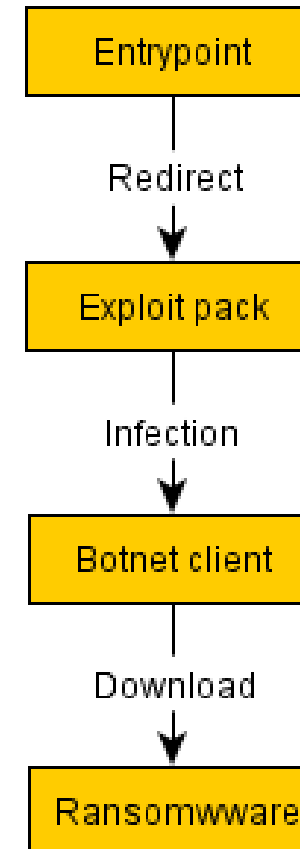 Entrypoint
Redirect
Exploit pack
Infection
Botnet client
Download
Ransomwware